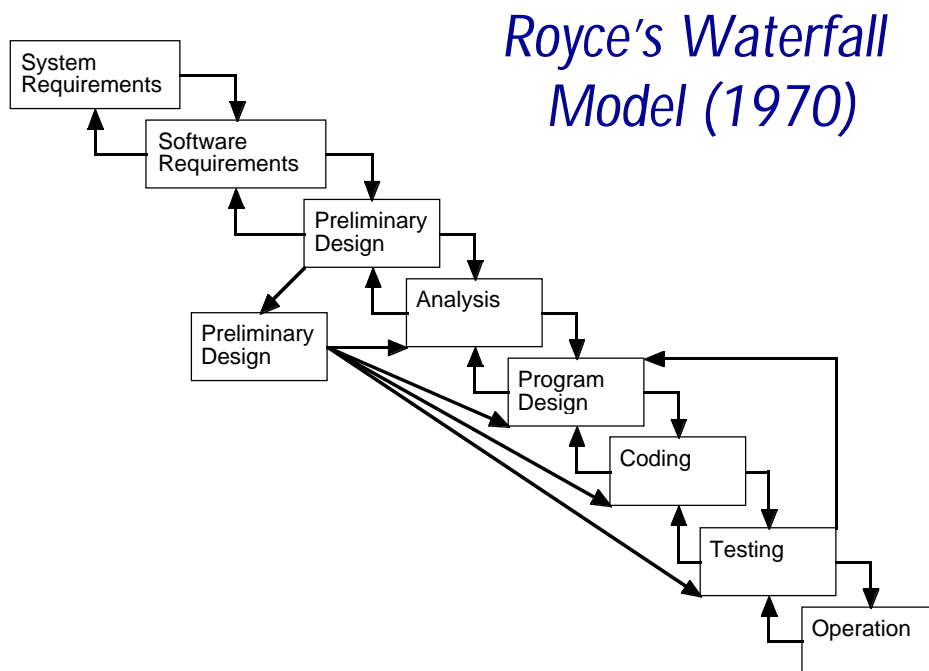 Royce's Waterfall
Model (1970)
System
Requirements
Software
Requirements
Preliminary
Design
Analysis
Preliminary
Design
Program
Design
Coding
Testing
Operation